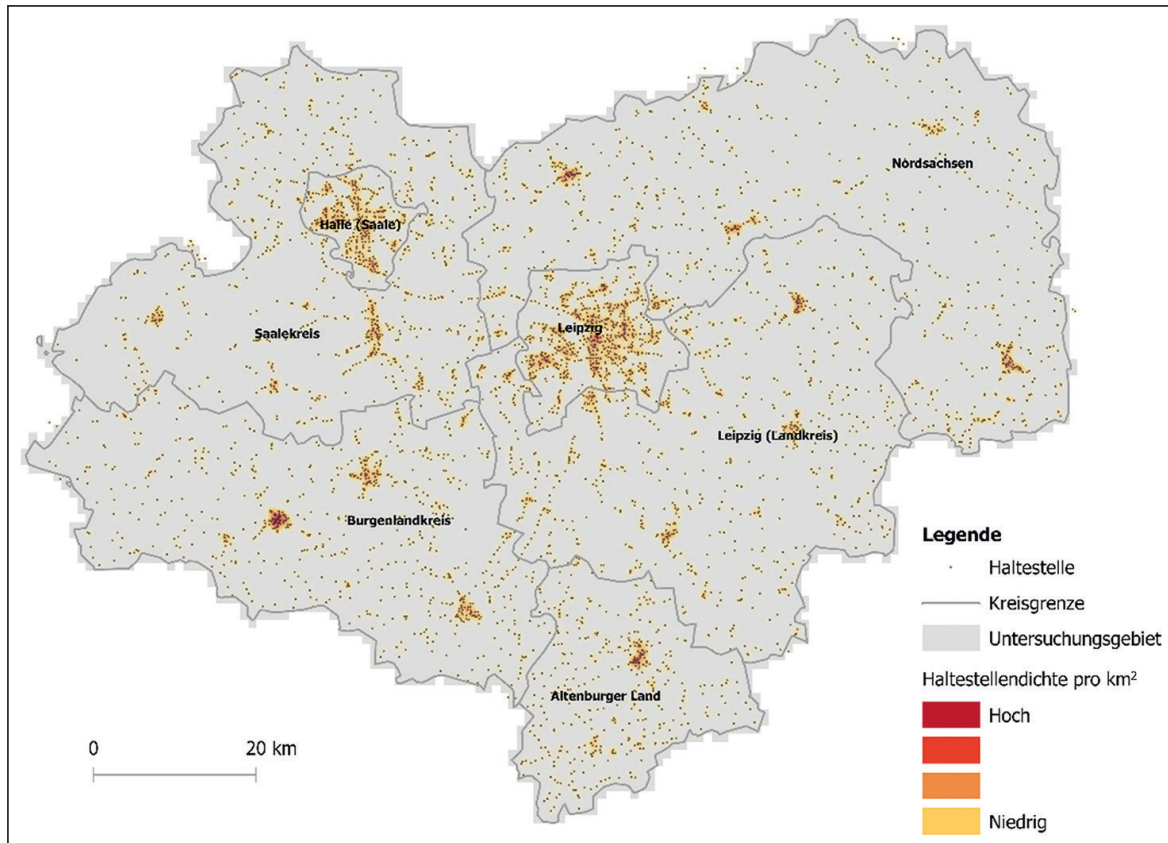 Nordsachsen
Halle (Saale)
Saalekreis
Leipzig
Leipzig (Landkreis)
Burgenlandkreis
Altenburger Land
0 20 km
Legende
Haltestelle
Kreisgrenze
Untersuchungsgebiet
Haltestellendichte pro km²
Hoch
Niedrig